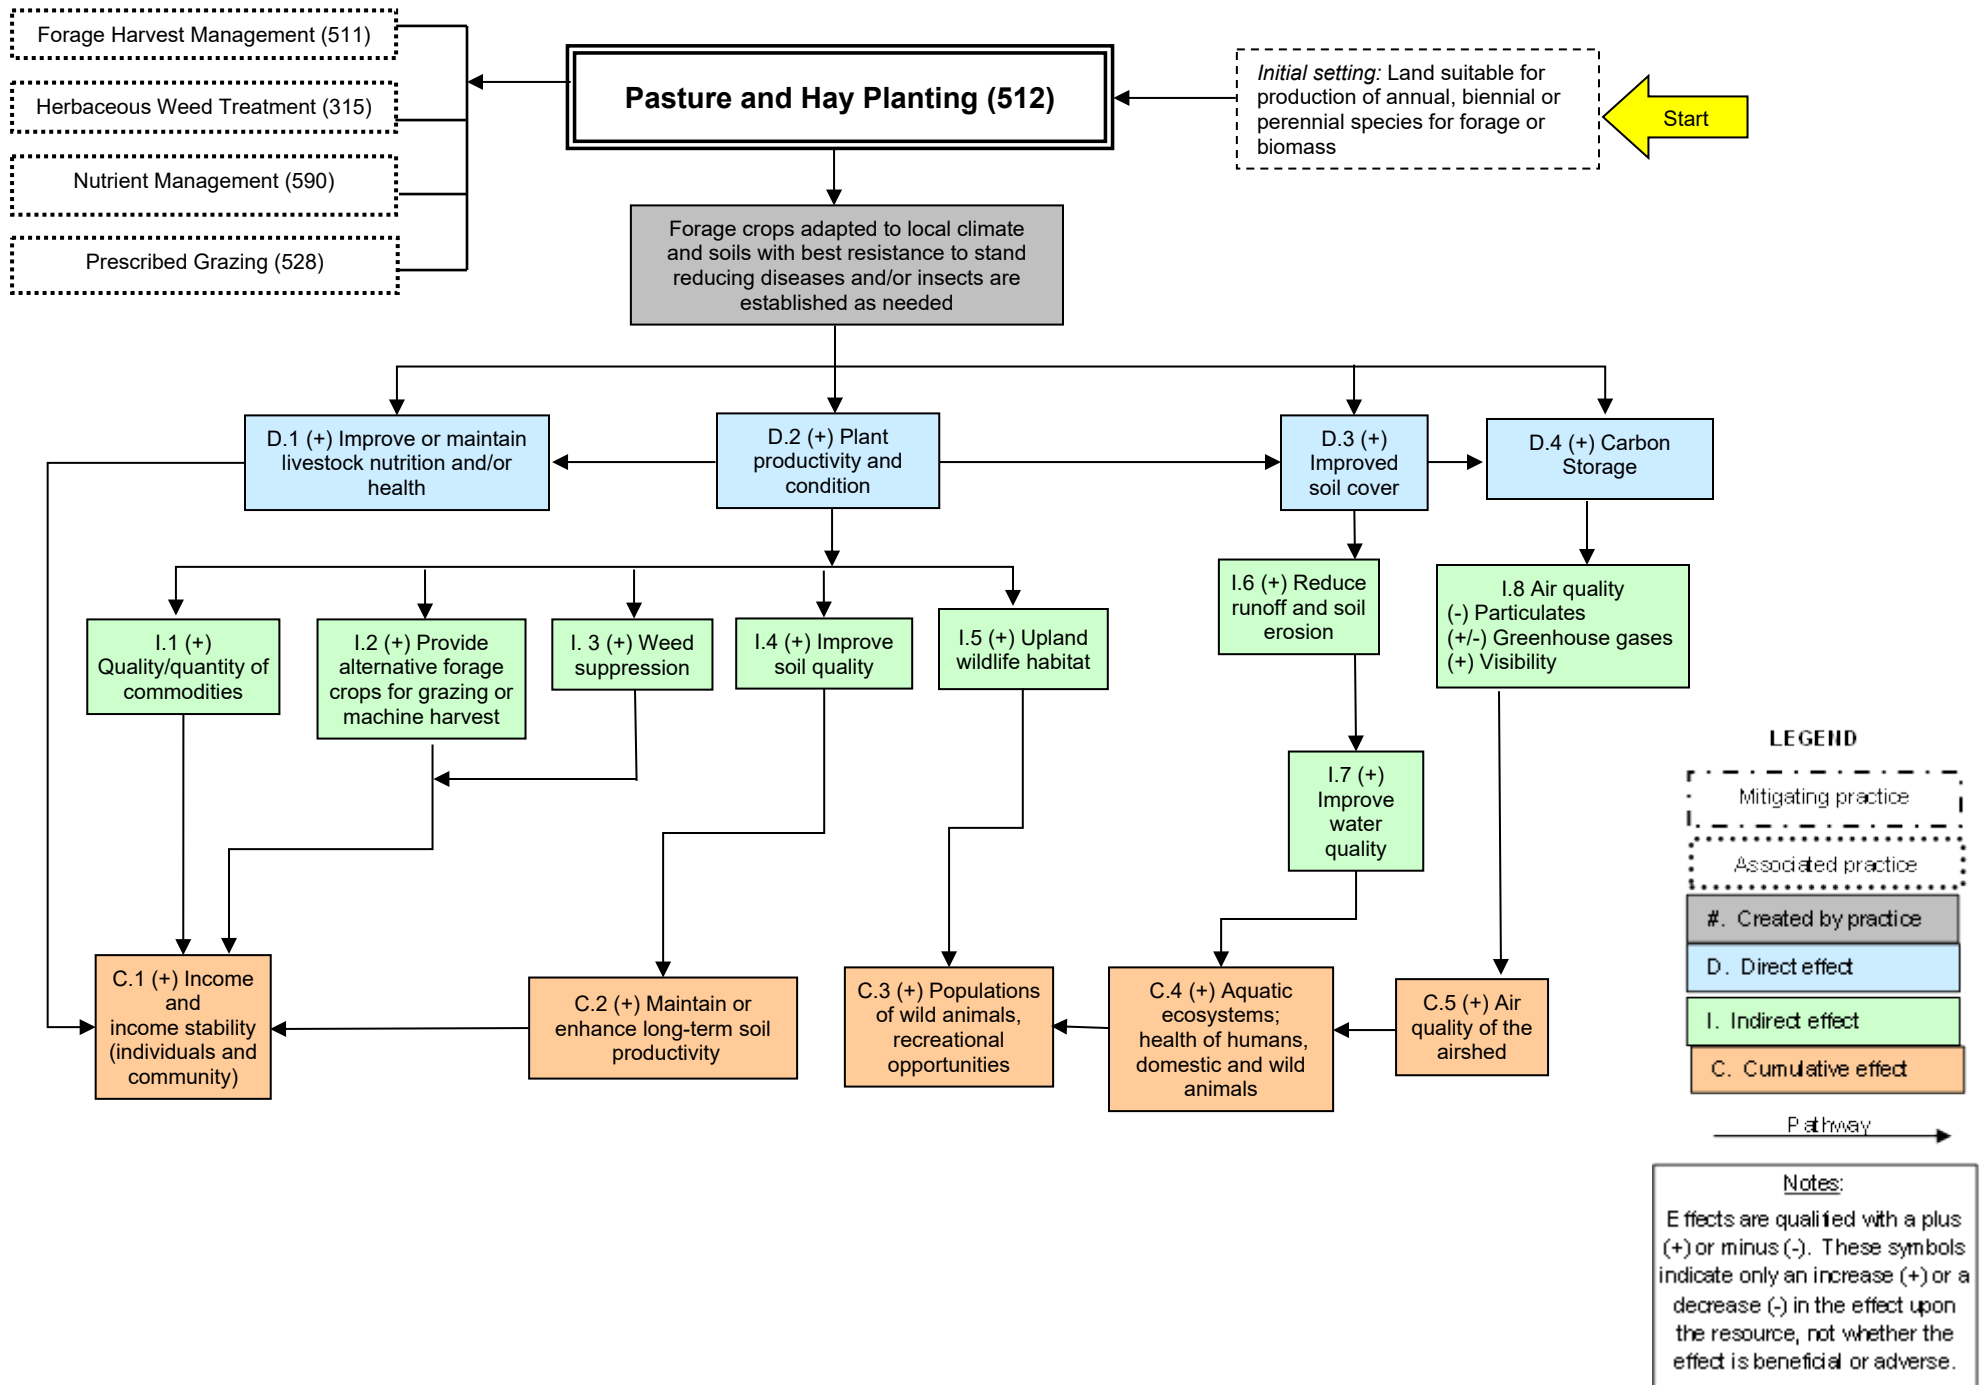 Forage Harvest Management (511)
Herbaceous Weed Treatment (315)
Nutrient Management (590)
Prescribed Grazing (528)
Pasture and Hay Planting (512)
Initial setting: Land suitable for
production of annual, biennial or
perennial species for forage or
biomass
Start
Forage crops adapted to local climate
and soils with best resistance to stand
reducing diseases and/or insects are
established as needed
D.1 (+) Improve or maintain
livestock nutrition and/or
health
D.2 (+) Plant
productivity and
condition
D.3 (+)
Improved
soil cover
D.4 (+) Carbon
Storage
I.1 (+)
Quality/quantity of
commodities
I.2 (+) Provide
alternative forage
crops for grazing or
machine harvest
I. 3 (+) Weed
suppression
I.4 (+) Improve
soil quality
I.5 (+) Upland
wildlife habitat
I.6 (+) Reduce
runoff and soil
erosion
I.7 (+)
Improve
water
quality
I.8 Air quality
(-) Particulates
(+/-) Greenhouse gases
(+) Visibility
C.1 (+) Income
and
income stability
(individuals and
community)
C.2 (+) Maintain or
enhance long-term soil
productivity
C.3 (+) Populations
of wild animals,
recreational
opportunities
C.4 (+) Aquatic
ecosystems;
health of humans,
domestic and wild
animals
C.5 (+) Air
quality of the
airshed
LEGEND
Mitigating practice
Associated practice
#. Created by practice
D. Direct effect
I. Indirect effect
C. Cumulative effect
Pathway
Notes:
Effects are qualified with a plus
(+) or minus (-). These symbols
indicate only an increase (+) or a
decrease (-) in the effect upon
the resource, not whether the
effect is beneficial or adverse.